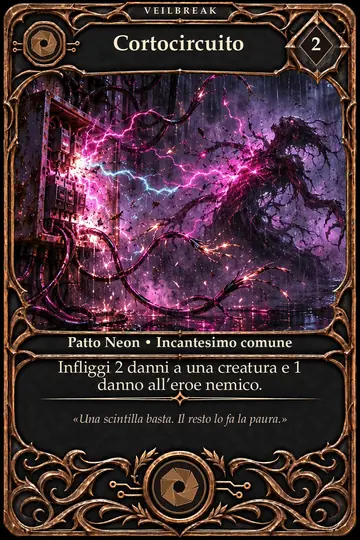 VEILBREAK
Cortocircuito
2
Patto Neon • Incantesimo comune
Infliggi 2 danni a una creatura e 1
danno all'eroe nemico.
«Una scintilla basta. Il resto lo fa la paura.»